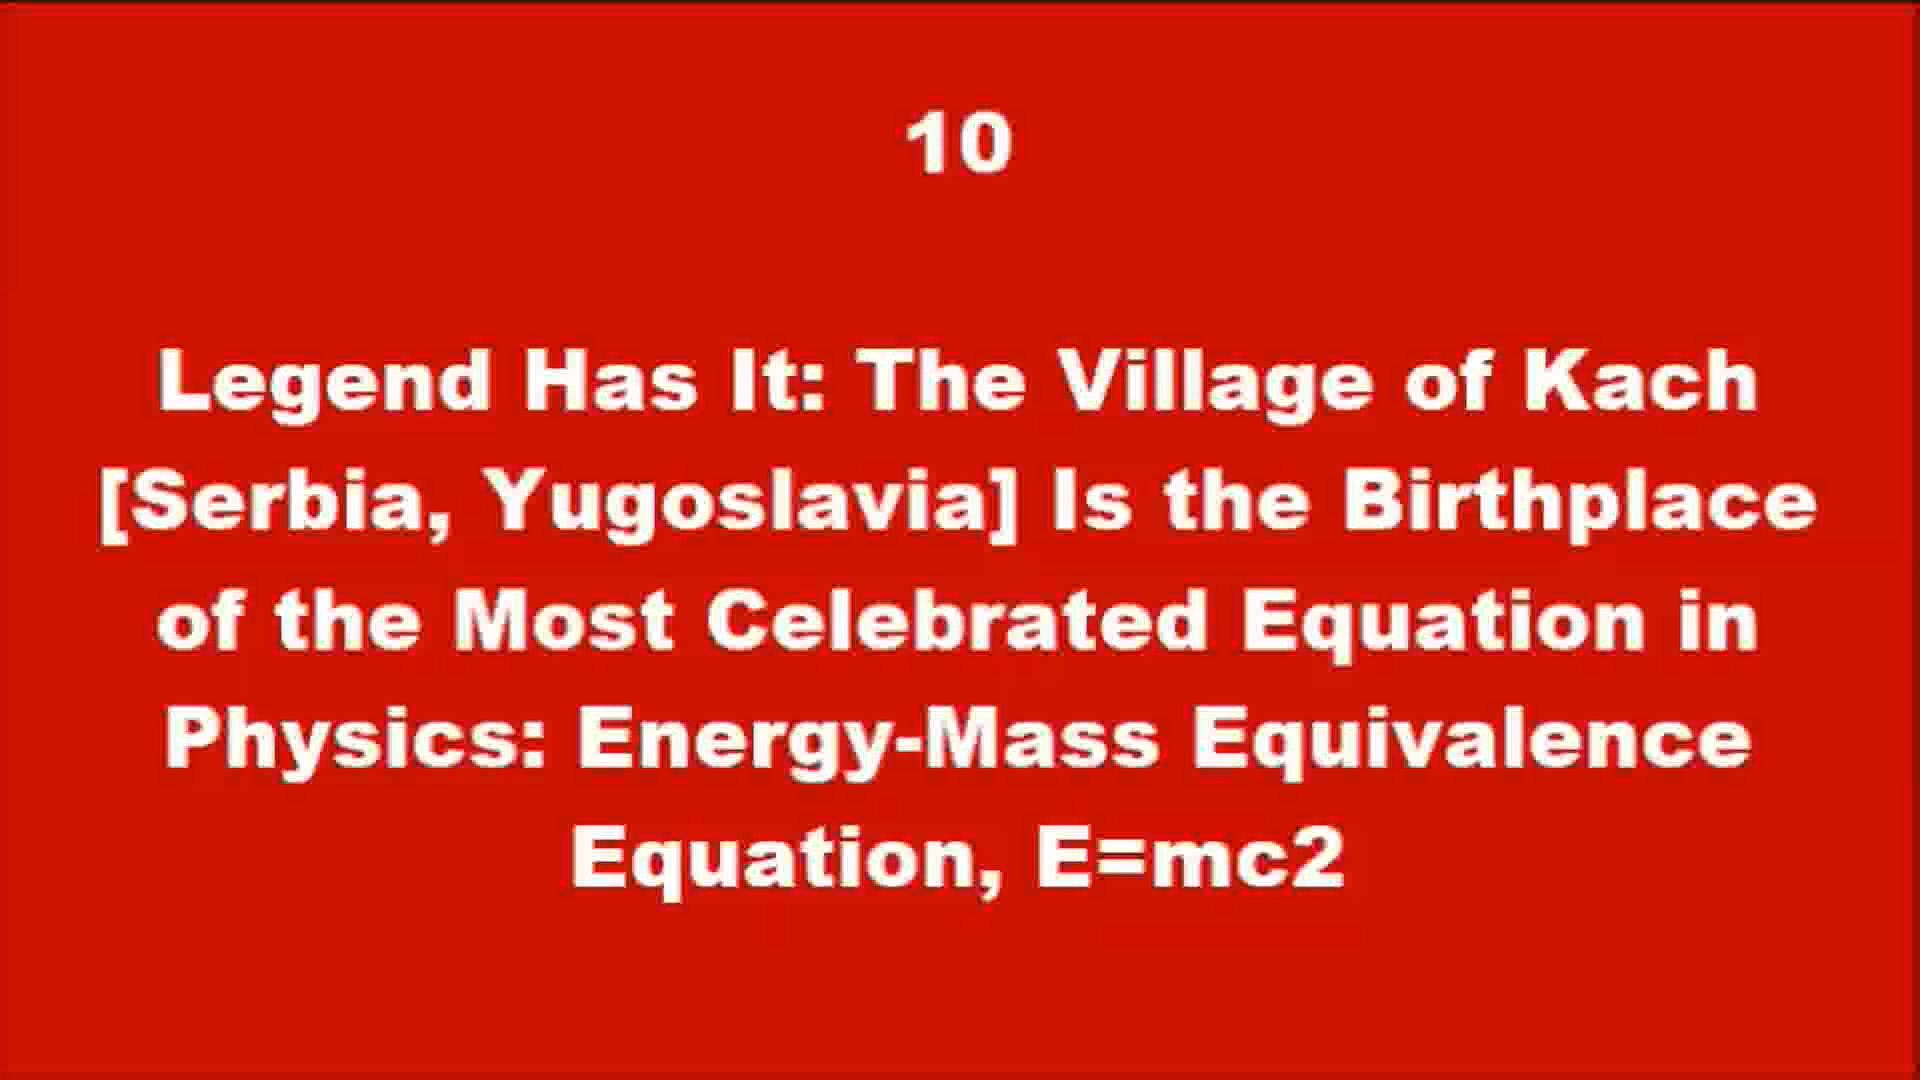 10
Legend Has It: The Village of Kach
[Serbia, Yugoslavia] Is the Birthplace
of the Most Celebrated Equation in
Physics: Energy-Mass Equivalence
Equation, E=mc2